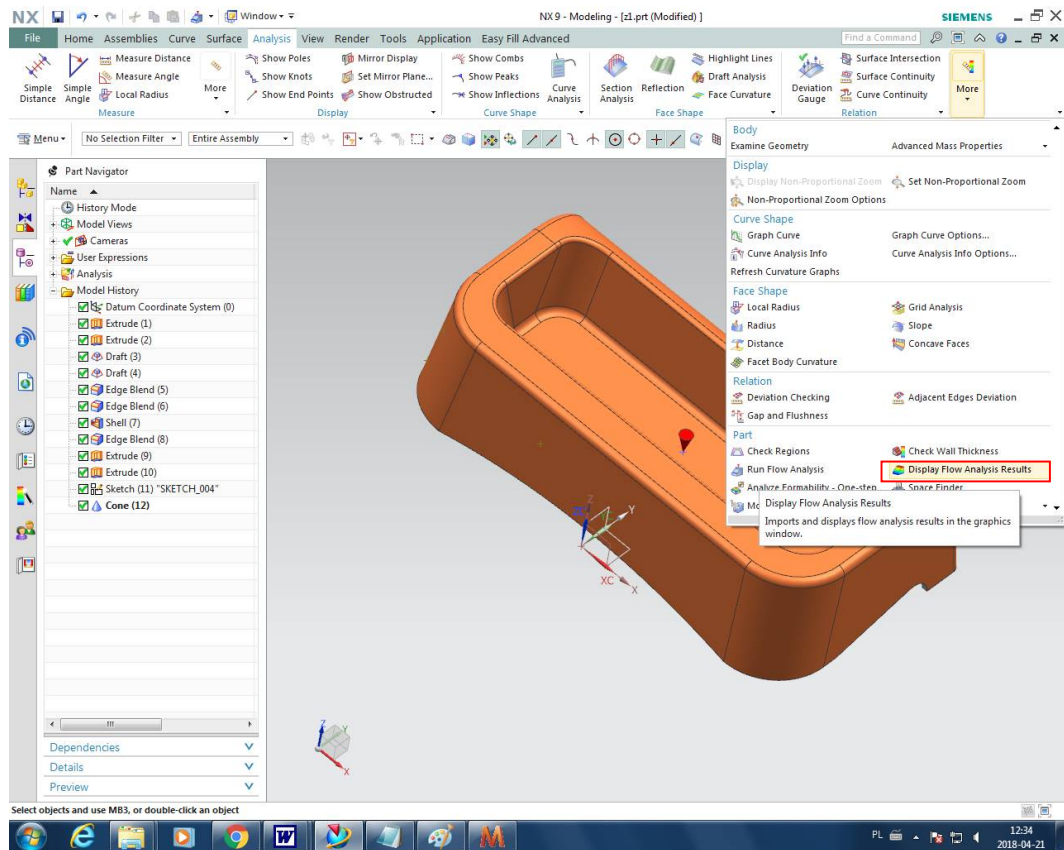 NX Window NX 9 - Modeling - [z1.prt (Modified) ] SIEMENS
File Home Assemblies Curve Surface Analysis View Render Tools Application Easy Fill Advanced Find a Command
Measure Distance Show Poles Mirror Display Show Combs Highlight Lines Surface Intersection
Measure Angle Show Knots Set Mirror Plane... Show Peaks Draft Analysis Surface Continuity
Local Radius Show End Points Show Obstructed Show Inflections Face Curvature Curve Continuity
Simple Simple More Curve Section Reflection Deviation More
Distance Angle Analysis Analysis Gauge
Measure Display Curve Shape Face Shape Relation
Menu No Selection Filter Entire Assembly
Part Navigator
Name
History Mode
Model Views
Cameras
User Expressions
Analysis
Model History
Datum Coordinate System (0)
Extrude (1)
Extrude (2)
Draft (3)
Draft (4)
Edge Blend (5)
Edge Blend (6)
Shell (7)
Edge Blend (8)
Extrude (9)
Extrude (10)
Sketch (11) "SKETCH_004"
Cone (12)
Dependencies
Details
Preview
Body
Examine Geometry Advanced Mass Properties
Display
Display Non-Proportional Zoom Set Non-Proportional Zoom
Non-Proportional Zoom Options
Curve Shape
Graph Curve Graph Curve Options...
Curve Analysis Info Curve Analysis Info Options...
Refresh Curvature Graphs
Face Shape
Local Radius Grid Analysis
Radius Slope
Distance Concave Faces
Facet Body Curvature
Relation
Deviation Checking Adjacent Edges Deviation
Gap and Flushness
Part
Check Regions Check Wall Thickness
Run Flow Analysis Display Flow Analysis Results
Analyze Formability - One-step Space Finder
Mo
Display Flow Analysis Results
Imports and displays flow analysis results in the graphics
window.
Z
Y
XC
X
Z
Y
X
Select objects and use MB3, or double-click an object
PL 12:34
2018-04-21